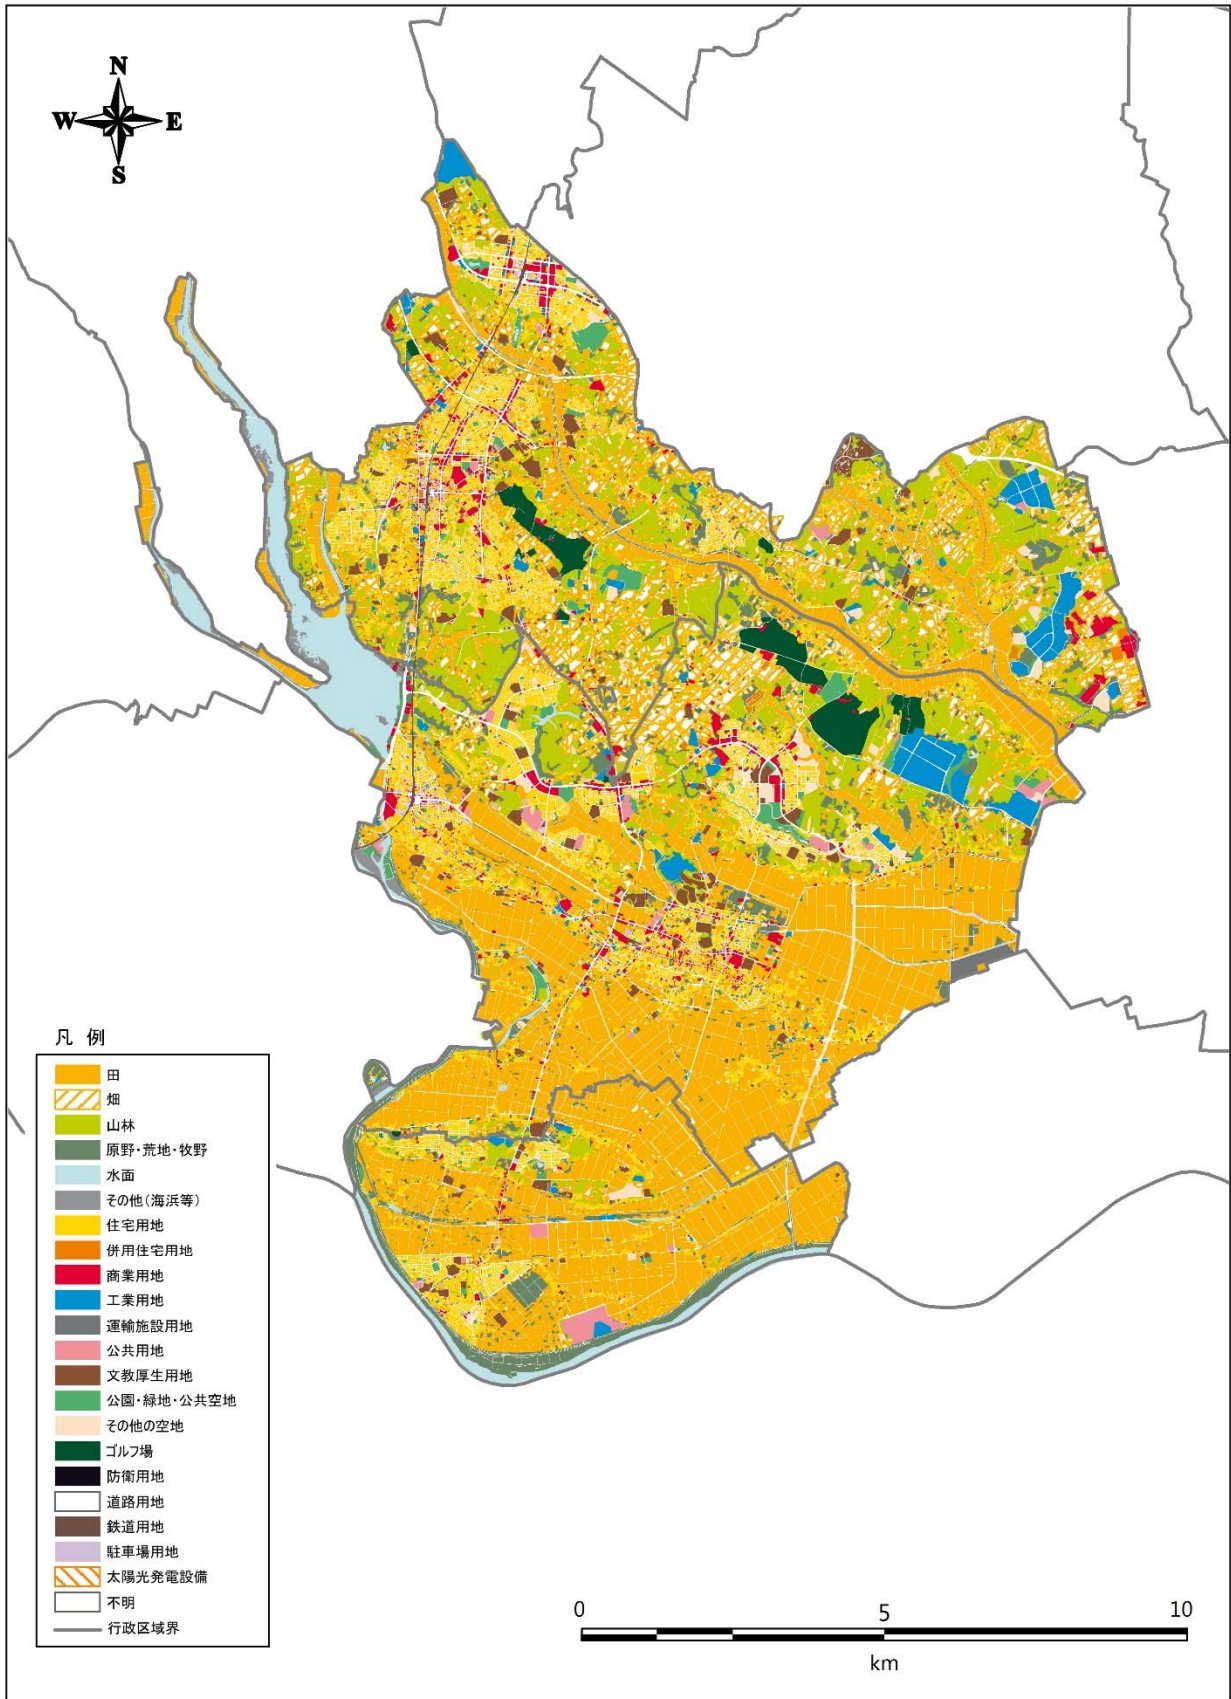 N
W E
S
凡 例
田
畑
山林
原野・荒地・牧野
水面
その他(海浜等)
住宅用地
併用住宅用地
商業用地
工業用地
運輸施設用地
公共用地
文教厚生用地
公園・緑地・公共空地
その他の空地
ゴルフ場
防衛用地
道路用地
鉄道用地
駐車場用地
太陽光発電設備
不明
行政区域界
0 5 10
km